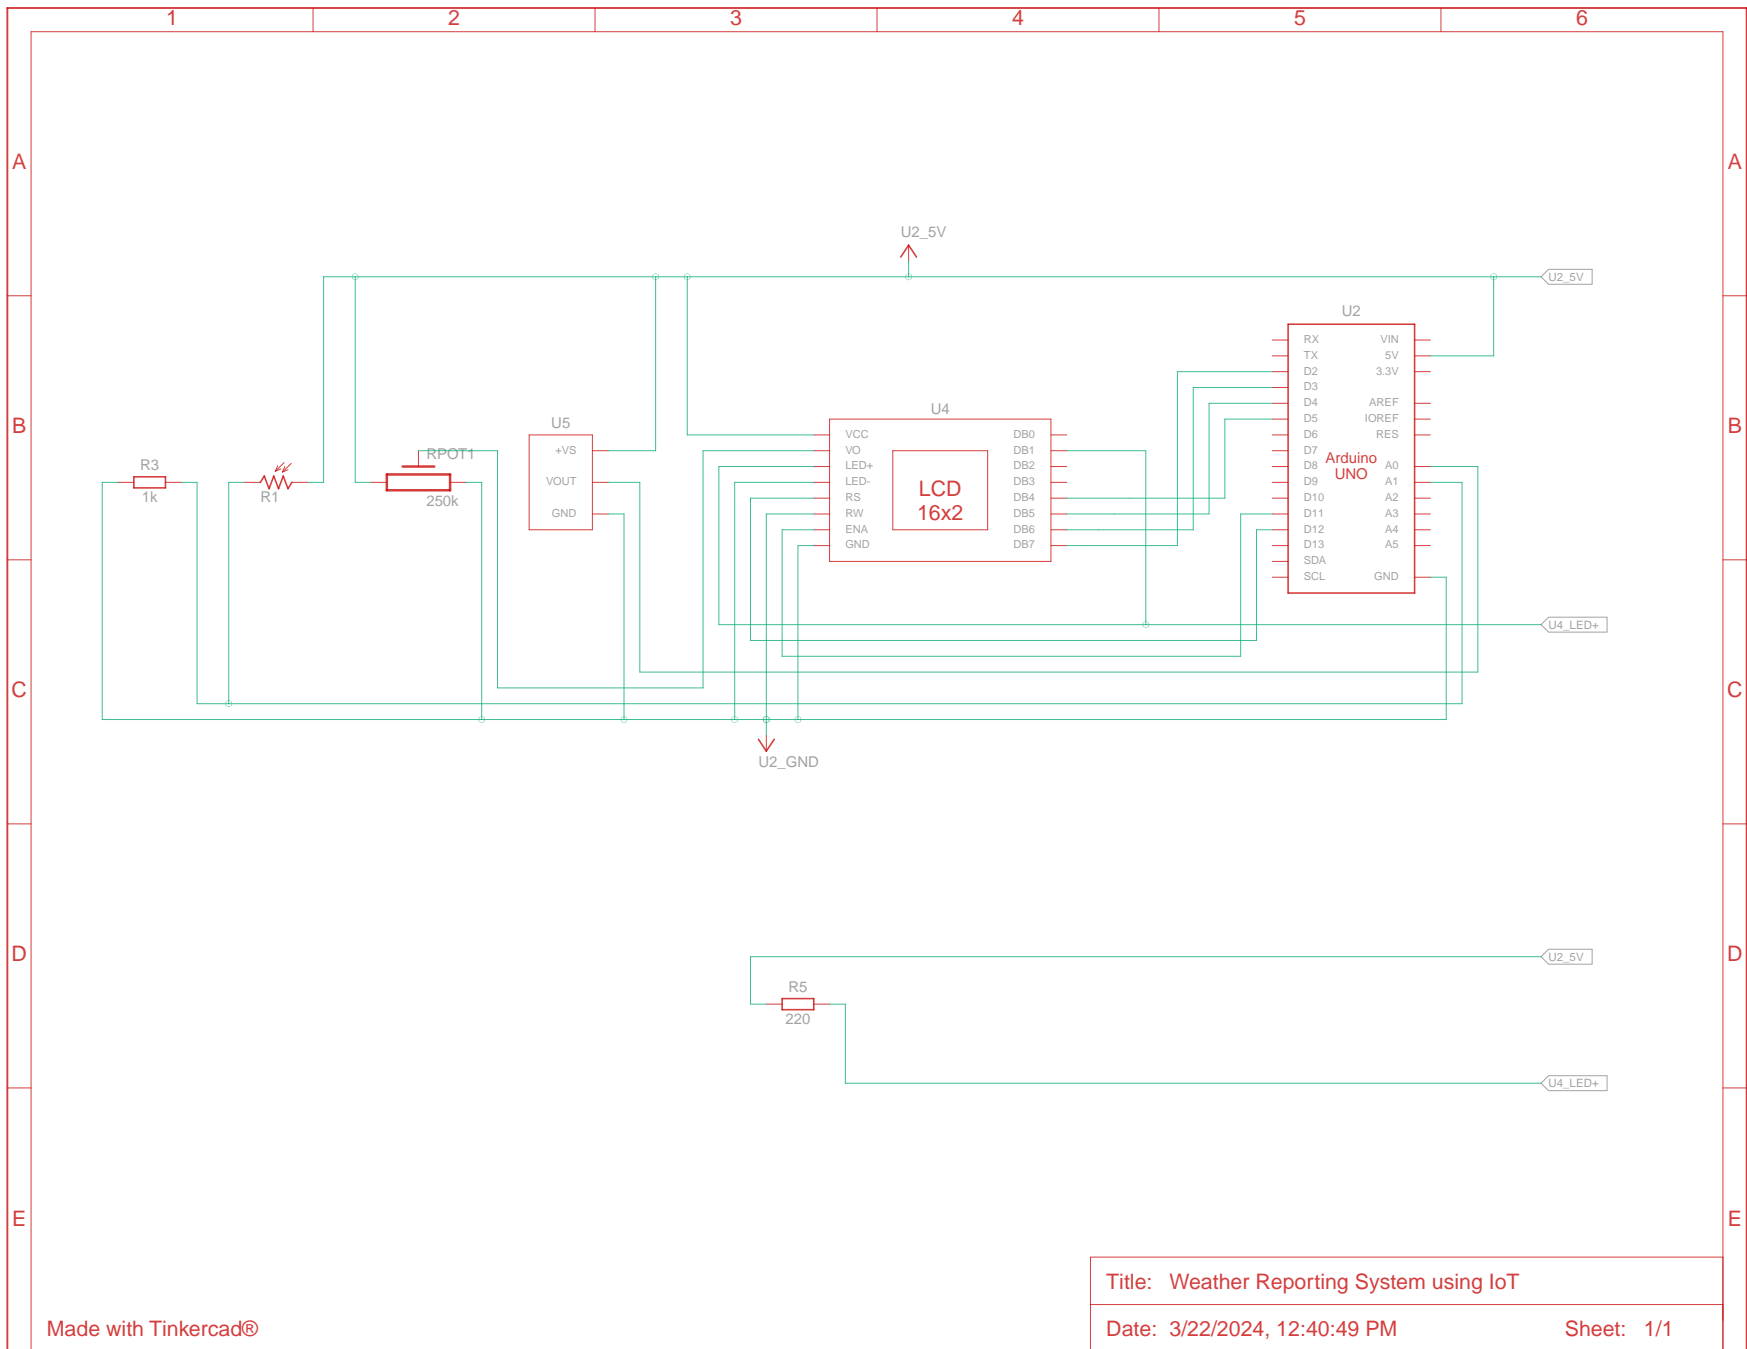 1 2 3 4 5 6
A A
U2_5V
U2_5V
B B
U2
RX VIN
TX 5V
D2 3.3V
D3
D4 AREF
D5 IOREF
D6 RES
D7
D8 A0
D9 A1
D10 A2
D11 A3
D12 A4
D13 A5
SDA
SCL GND
Arduino
UNO
U4
VCC DB0
VO DB1
LED+ DB2
LED- DB3
RS DB4
RW DB5
ENA DB6
GND DB7
LCD
16x2
U5
+VS
VOUT
GND
RPOT1
250k
R3
1k
R1
U4_LED+
C C
U2_GND
D D
U2_5V
R5
220
U4_LED+
E E
Title: Weather Reporting System using IoT
Made with Tinkercad®
Date: 3/22/2024, 12:40:49 PM Sheet: 1/1